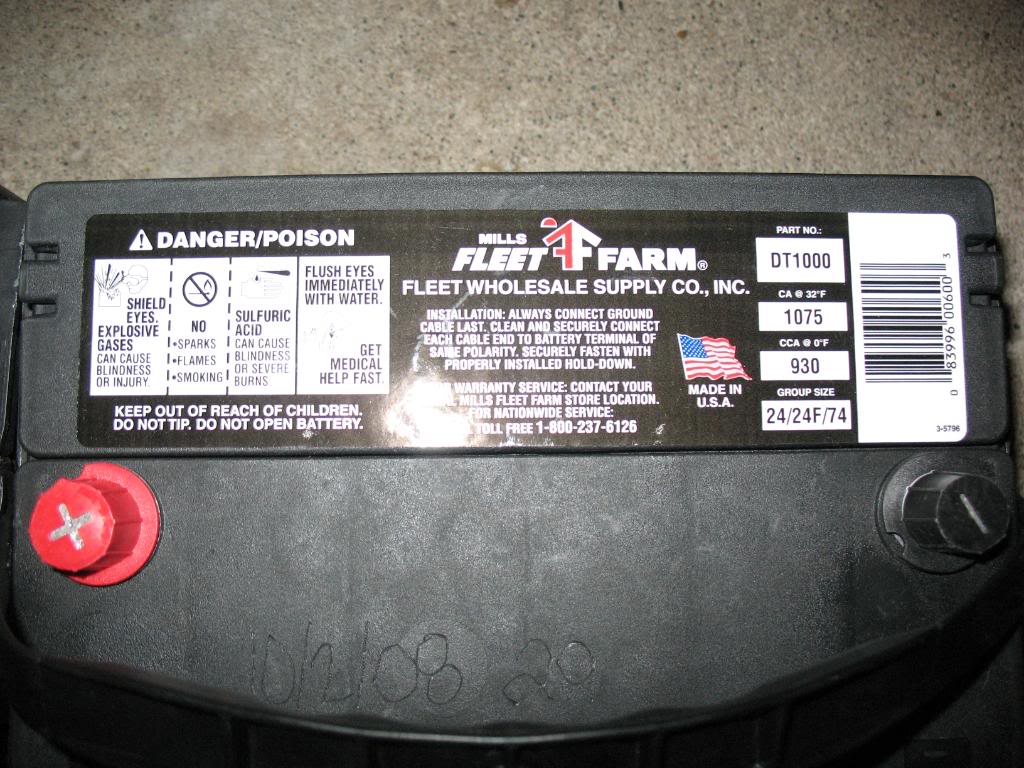 DANGER/POISON
SHIELD
EYES.
EXPLOSIVE
GASES
CAN CAUSE
BLINDNESS
OR INJURY.
NO
•SPARKS
•FLAMES
•SMOKING
SULFURIC
ACID
CAN CAUSE
BLINDNESS
OR SEVERE
BURNS
FLUSH EYES
IMMEDIATELY
WITH WATER.
GET
MEDICAL
HELP FAST.
KEEP OUT OF REACH OF CHILDREN.
DO NOT TIP. DO NOT OPEN BATTERY.
MILLS
FLEET FARM®
FLEET WHOLESALE SUPPLY CO., INC.
INSTALLATION: ALWAYS CONNECT GROUND
CABLE LAST. CLEAN AND SECURELY CONNECT
EACH CABLE END TO BATTERY TERMINAL OF
SAME POLARITY. SECURELY FASTEN WITH
PROPERLY INSTALLED HOLD-DOWN.
WARRANTY SERVICE: CONTACT YOUR
MILLS FLEET FARM STORE LOCATION.
FOR NATIONWIDE SERVICE:
TOLL FREE 1-800-237-6126
MADE IN
U.S.A.
PART NO.:
DT1000
CA @ 32°F
1075
CCA @ 0°F
930
GROUP SIZE
24/24F/74
0 83996 00600 3
3-5796
10/2/08 20